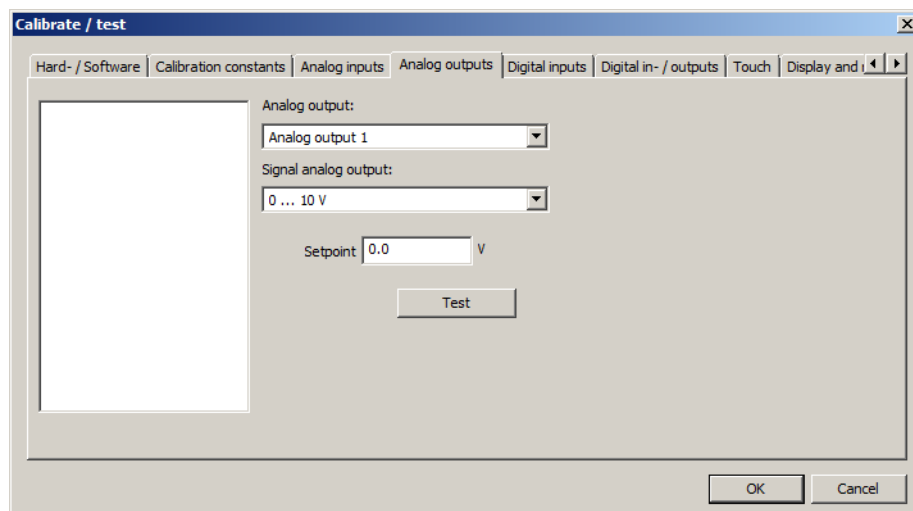 Calibrate / test
Hard- / Software Calibration constants Analog inputs Analog outputs Digital inputs Digital in- / outputs Touch Display and
Analog output:
Analog output 1
Signal analog output:
0 ... 10 V
Setpoint 0.0 V
Test
OK Cancel